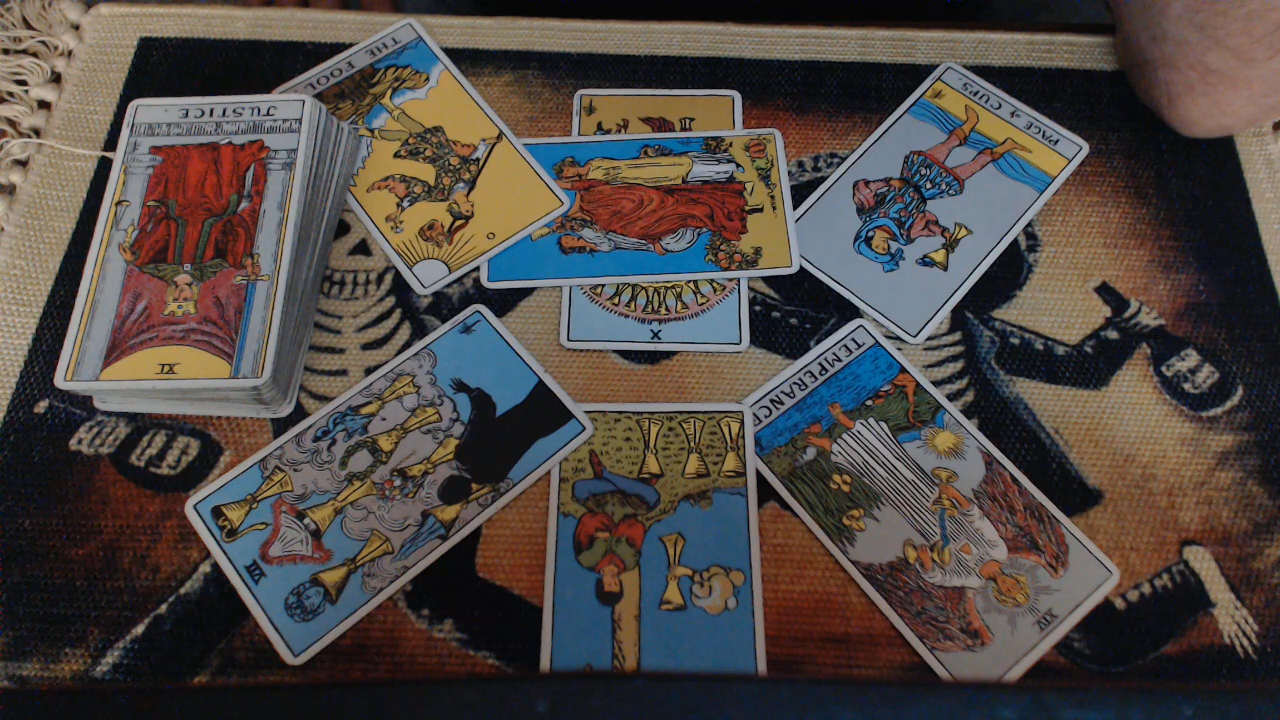 THE FOOL
JUSTICE.
XI
X
PAGE of CUPS.
TEMPERANCE
XIV
VII